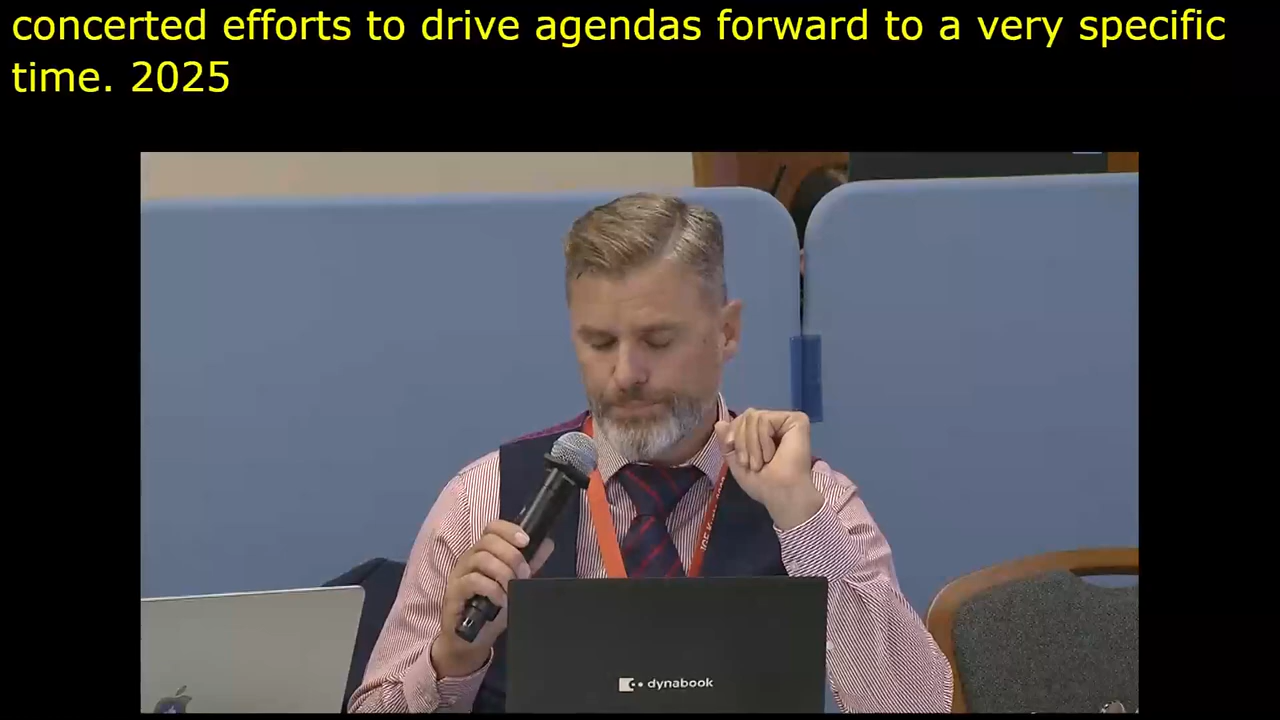 concerted efforts to drive agendas forward to a very specific
time. 2025
dynabook